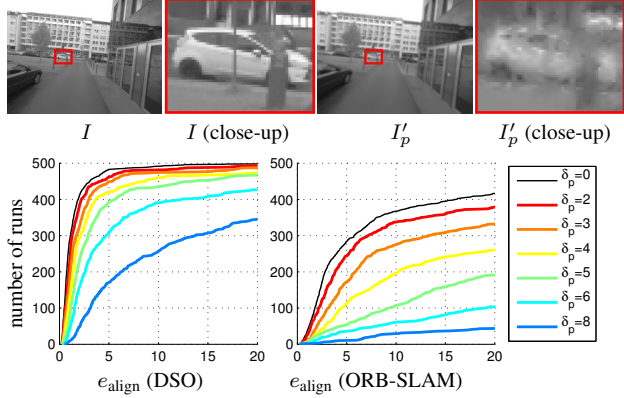 I I (close-up) I′p I′p (close-up)
500
400
300
200
100
0
0 5 10 15 20
number of runs
e_align (DSO)
500
400
300
200
100
0
0 5 10 15 20
e_align (ORB-SLAM)
δp=0
δp=2
δp=3
δp=4
δp=5
δp=6
δp=8